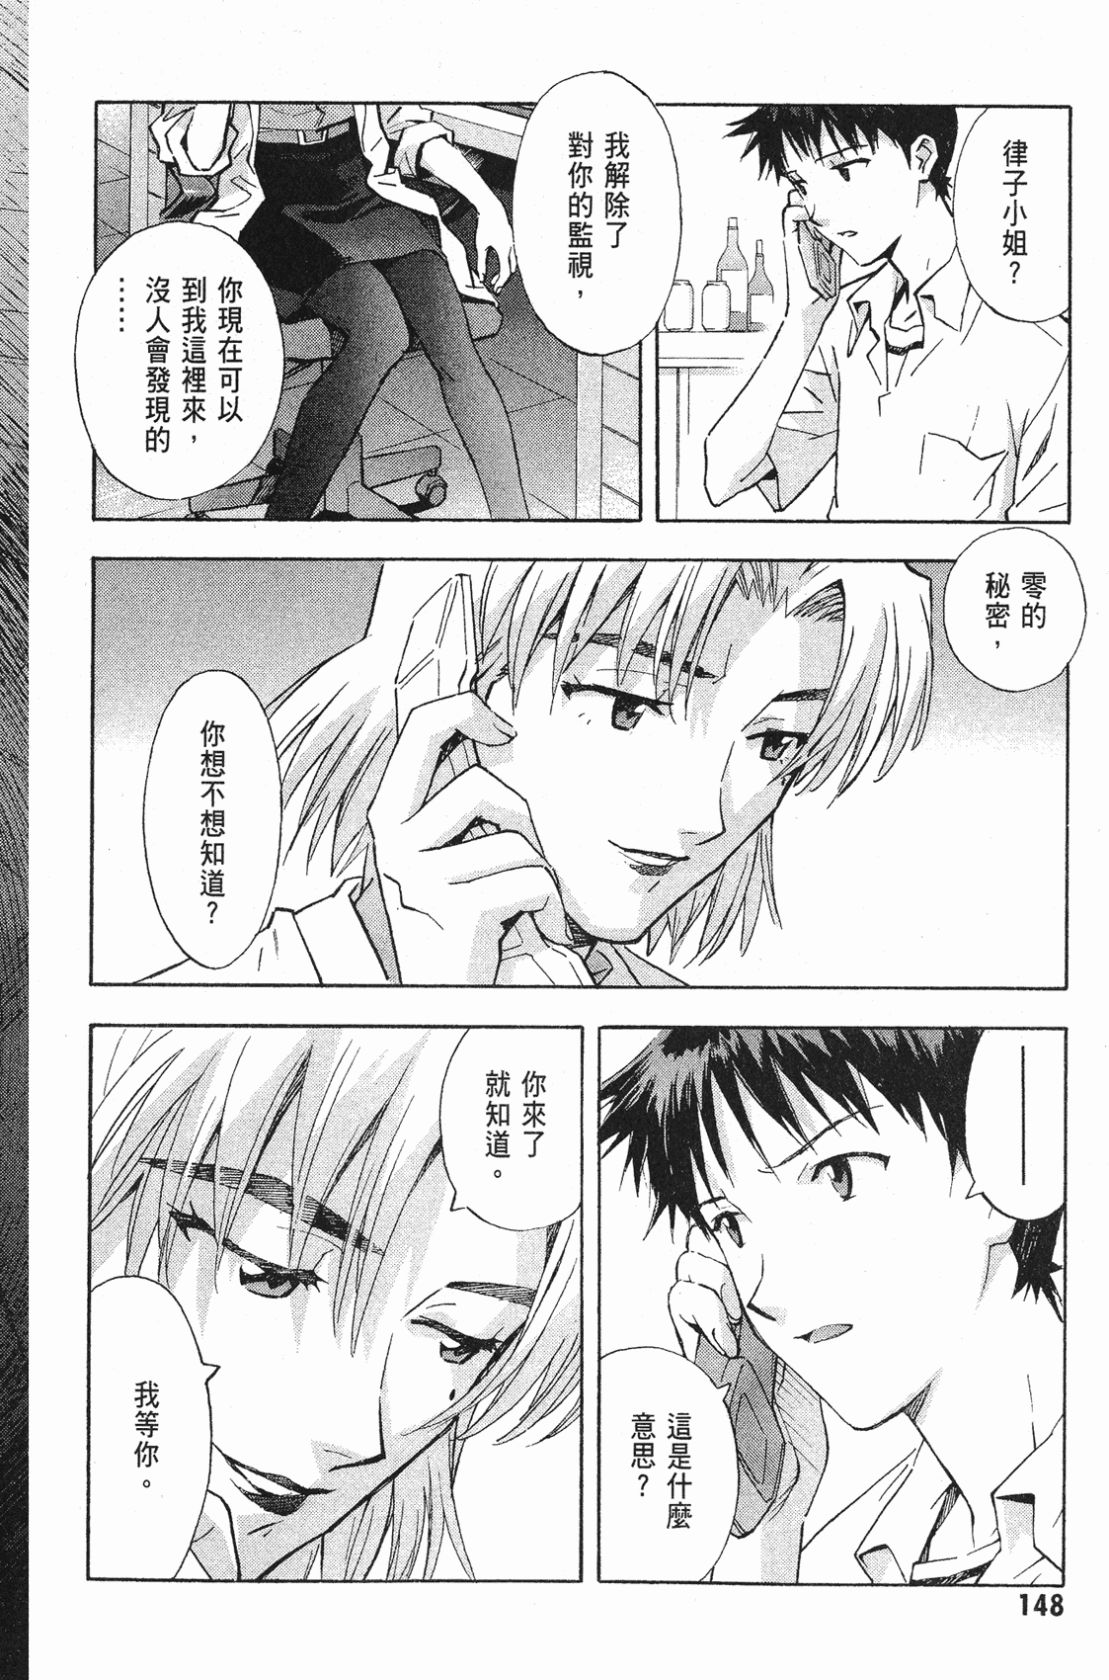 律子小姐？
我解除了
對你的監視，
你現在可以
到我這裡來，
沒人會發現的
……
零的
秘密，
你想不想知道？
——
這是什麼
意思？
你來了
就知道。
我等你。
148